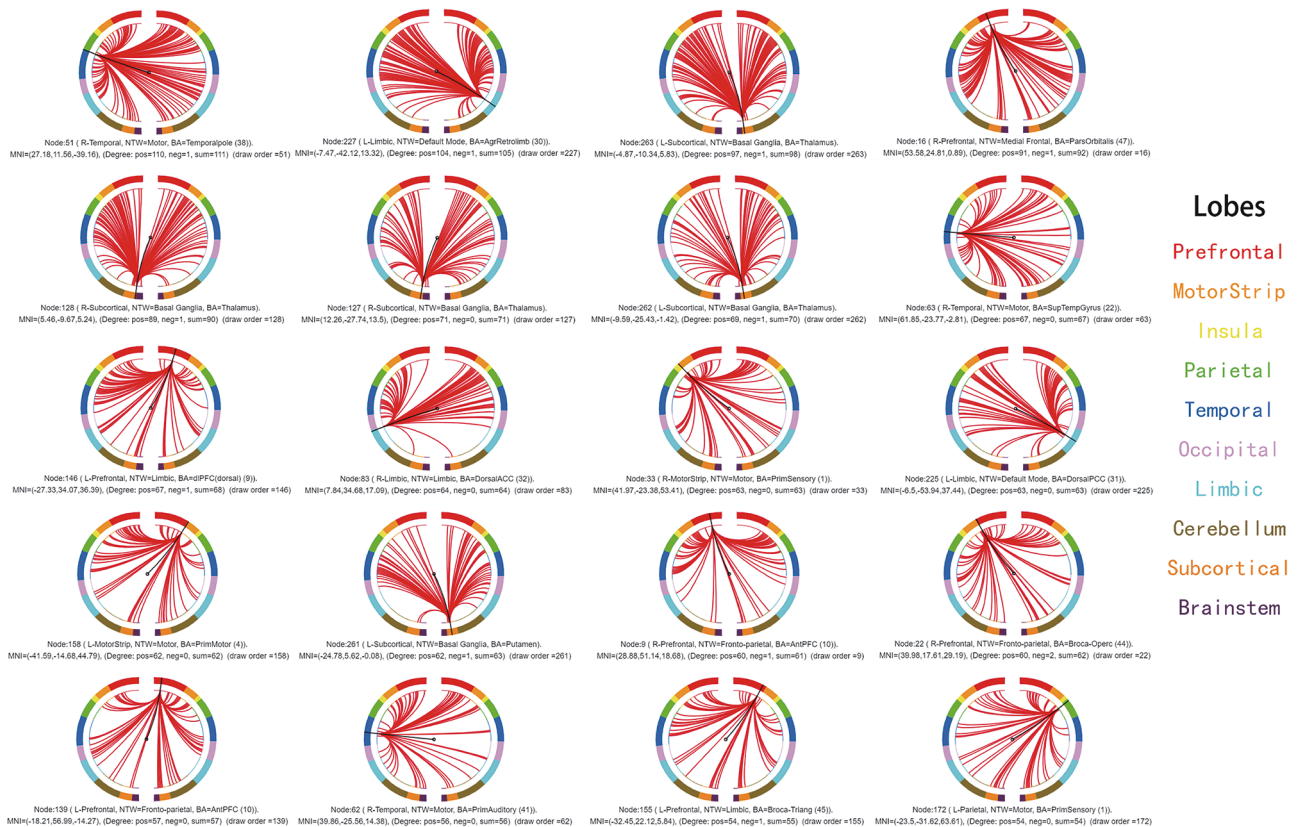 Node:51 ( R-Temporal, NTW=Motor, BA=Temporalpole (38)).
MNI=(27.18,11.56,-39.16), (Degree: pos=110, neg=1, sum=111) (draw order =51)
Node:227 ( L-Limbic, NTW=Default Mode, BA=AgrRetrolimb (30)).
MNI=(-7.47,-42.12,13.32), (Degree: pos=104, neg=1, sum=105) (draw order =227)
Node:263 ( L-Subcortical, NTW=Basal Ganglia, BA=Thalamus).
MNI=(-4.87,-10.34,5.83), (Degree: pos=97, neg=1, sum=98) (draw order =263)
Node:16 ( R-Prefrontal, NTW=Medial Frontal, BA=ParsOrbitalis (47)).
MNI=(53.58,24.81,0.89), (Degree: pos=91, neg=1, sum=92) (draw order =16)
Node:128 ( R-Subcortical, NTW=Basal Ganglia, BA=Thalamus).
MNI=(5.46,-9.67,5.24), (Degree: pos=89, neg=1, sum=90) (draw order =128)
Node:127 ( R-Subcortical, NTW=Basal Ganglia, BA=Thalamus).
MNI=(12.26,-27.74,13.5), (Degree: pos=71, neg=0, sum=71) (draw order =127)
Node:262 ( L-Subcortical, NTW=Basal Ganglia, BA=Thalamus).
MNI=(-9.59,-25.43,-1.42), (Degree: pos=69, neg=1, sum=70) (draw order =262)
Node:63 ( R-Temporal, NTW=Motor, BA=SupTempGyrus (22)).
MNI=(61.85,-23.77,-2.81), (Degree: pos=67, neg=0, sum=67) (draw order =63)
Node:146 ( L-Prefrontal, NTW=Limbic, BA=dlPFC(dorsal) (9)).
MNI=(-27.33,34.07,36.39), (Degree: pos=67, neg=1, sum=68) (draw order =146)
Node:83 ( R-Limbic, NTW=Limbic, BA=DorsalACC (32)).
MNI=(7.84,34.68,17.09), (Degree: pos=64, neg=0, sum=64) (draw order =83)
Node:33 ( R-MotorStrip, NTW=Motor, BA=PrimSensory (1)).
MNI=(41.97,-23.38,53.41), (Degree: pos=63, neg=0, sum=63) (draw order =33)
Node:225 ( L-Limbic, NTW=Default Mode, BA=DorsalPCC (31)).
MNI=(-6.5,-53.94,37.44), (Degree: pos=63, neg=0, sum=63) (draw order =225)
Node:158 ( L-MotorStrip, NTW=Motor, BA=PrimMotor (4)).
MNI=(-41.59,-14.68,44.79), (Degree: pos=62, neg=0, sum=62) (draw order =158)
Node:261 ( L-Subcortical, NTW=Basal Ganglia, BA=Putamen).
MNI=(-24.78,5.62,-0.08), (Degree: pos=62, neg=1, sum=63) (draw order =261)
Node:9 ( R-Prefrontal, NTW=Fronto-parietal, BA=AntPFC (10)).
MNI=(28.88,51.14,18.68), (Degree: pos=60, neg=1, sum=61) (draw order =9)
Node:22 ( R-Prefrontal, NTW=Fronto-parietal, BA=Broca-Operc (44)).
MNI=(39.98,17.61,29.19), (Degree: pos=60, neg=2, sum=62) (draw order =22)
Node:139 ( L-Prefrontal, NTW=Fronto-parietal, BA=AntPFC (10)).
MNI=(-18.21,56.99,-14.27), (Degree: pos=57, neg=0, sum=57) (draw order =139)
Node:62 ( R-Temporal, NTW=Motor, BA=PrimAuditory (41)).
MNI=(39.86,-25.56,14.38), (Degree: pos=56, neg=0, sum=56) (draw order =62)
Node:155 ( L-Prefrontal, NTW=Limbic, BA=Broca-Triang (45)).
MNI=(-32.45,22.12,5.84), (Degree: pos=54, neg=1, sum=55) (draw order =155)
Node:172 ( L-Parietal, NTW=Motor, BA=PrimSensory (1)).
MNI=(-23.5,-31.62,63.61), (Degree: pos=54, neg=0, sum=54) (draw order =172)
Lobes
Prefrontal
MotorStrip
Insula
Parietal
Temporal
Occipital
Limbic
Cerebellum
Subcortical
Brainstem